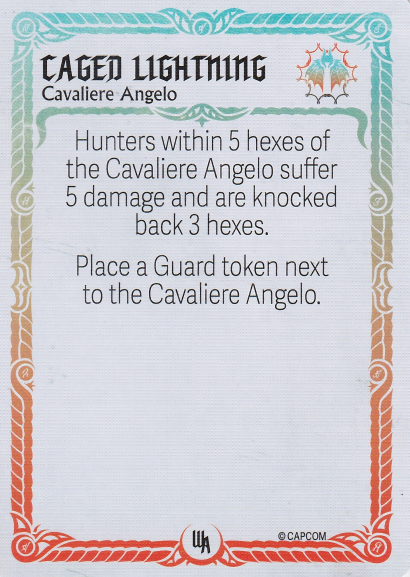 CAGED LIGHTNING
Cavaliere Angelo
Hunters within 5 hexes of
the Cavaliere Angelo suffer
5 damage and are knocked
back 3 hexes.
Place a Guard token next
to the Cavaliere Angelo.
© CAPCOM